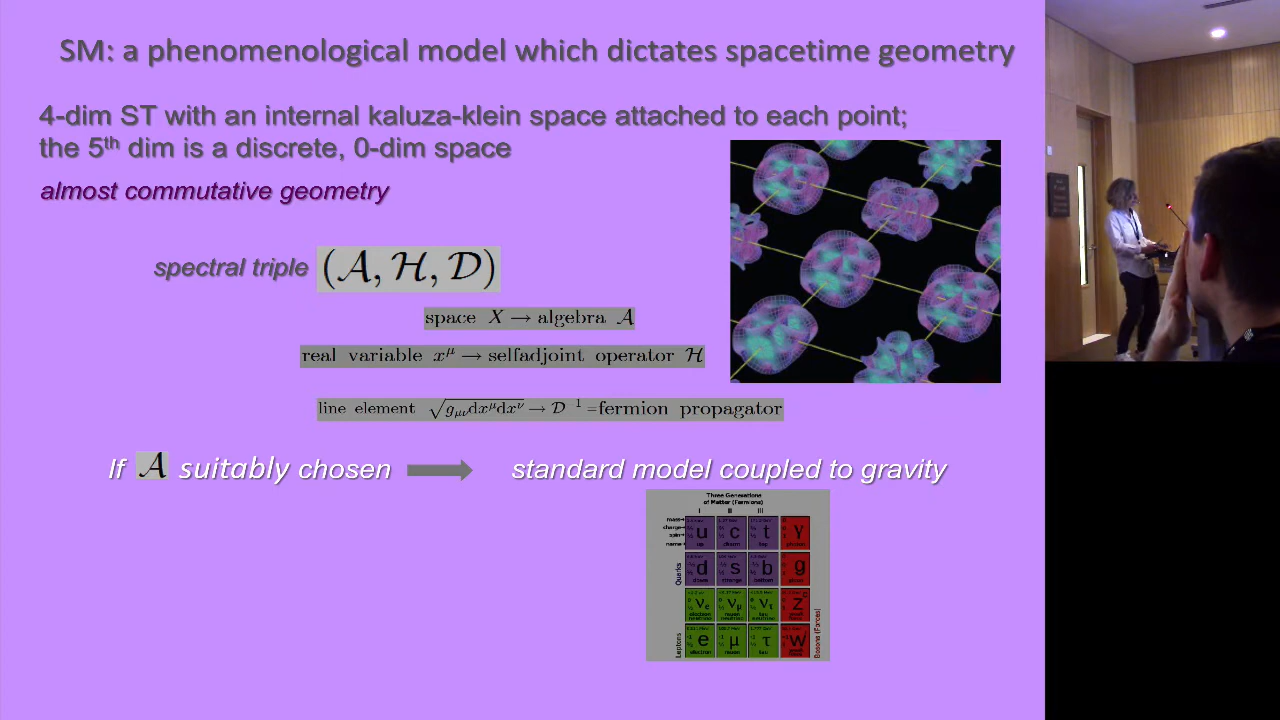 SM: a phenomenological model which dictates spacetime geometry
4-dim ST with an internal kaluza-klein space attached to each point;
the 5th dim is a discrete, 0-dim space
almost commutative geometry
spectral triple (𝒜, ℋ, 𝒟)
space X → algebra 𝒜
real variable x^μ → selfadjoint operator ℋ
line element √(g_μν dx^μ dx^ν) → 𝒟^-1 =fermion propagator
If 𝒜 suitably chosen → standard model coupled to gravity
Three Generations
of Matter (Fermions)
I II III
mass→
charge→
spin→
name→
u c t γ
up charm top photon
Quarks
d s b g
down strange bottom gluon
νe νμ ντ Z
electron neutrino muon neutrino tau neutrino
Leptons
e μ τ W
electron muon tau
Bosons (Forces)